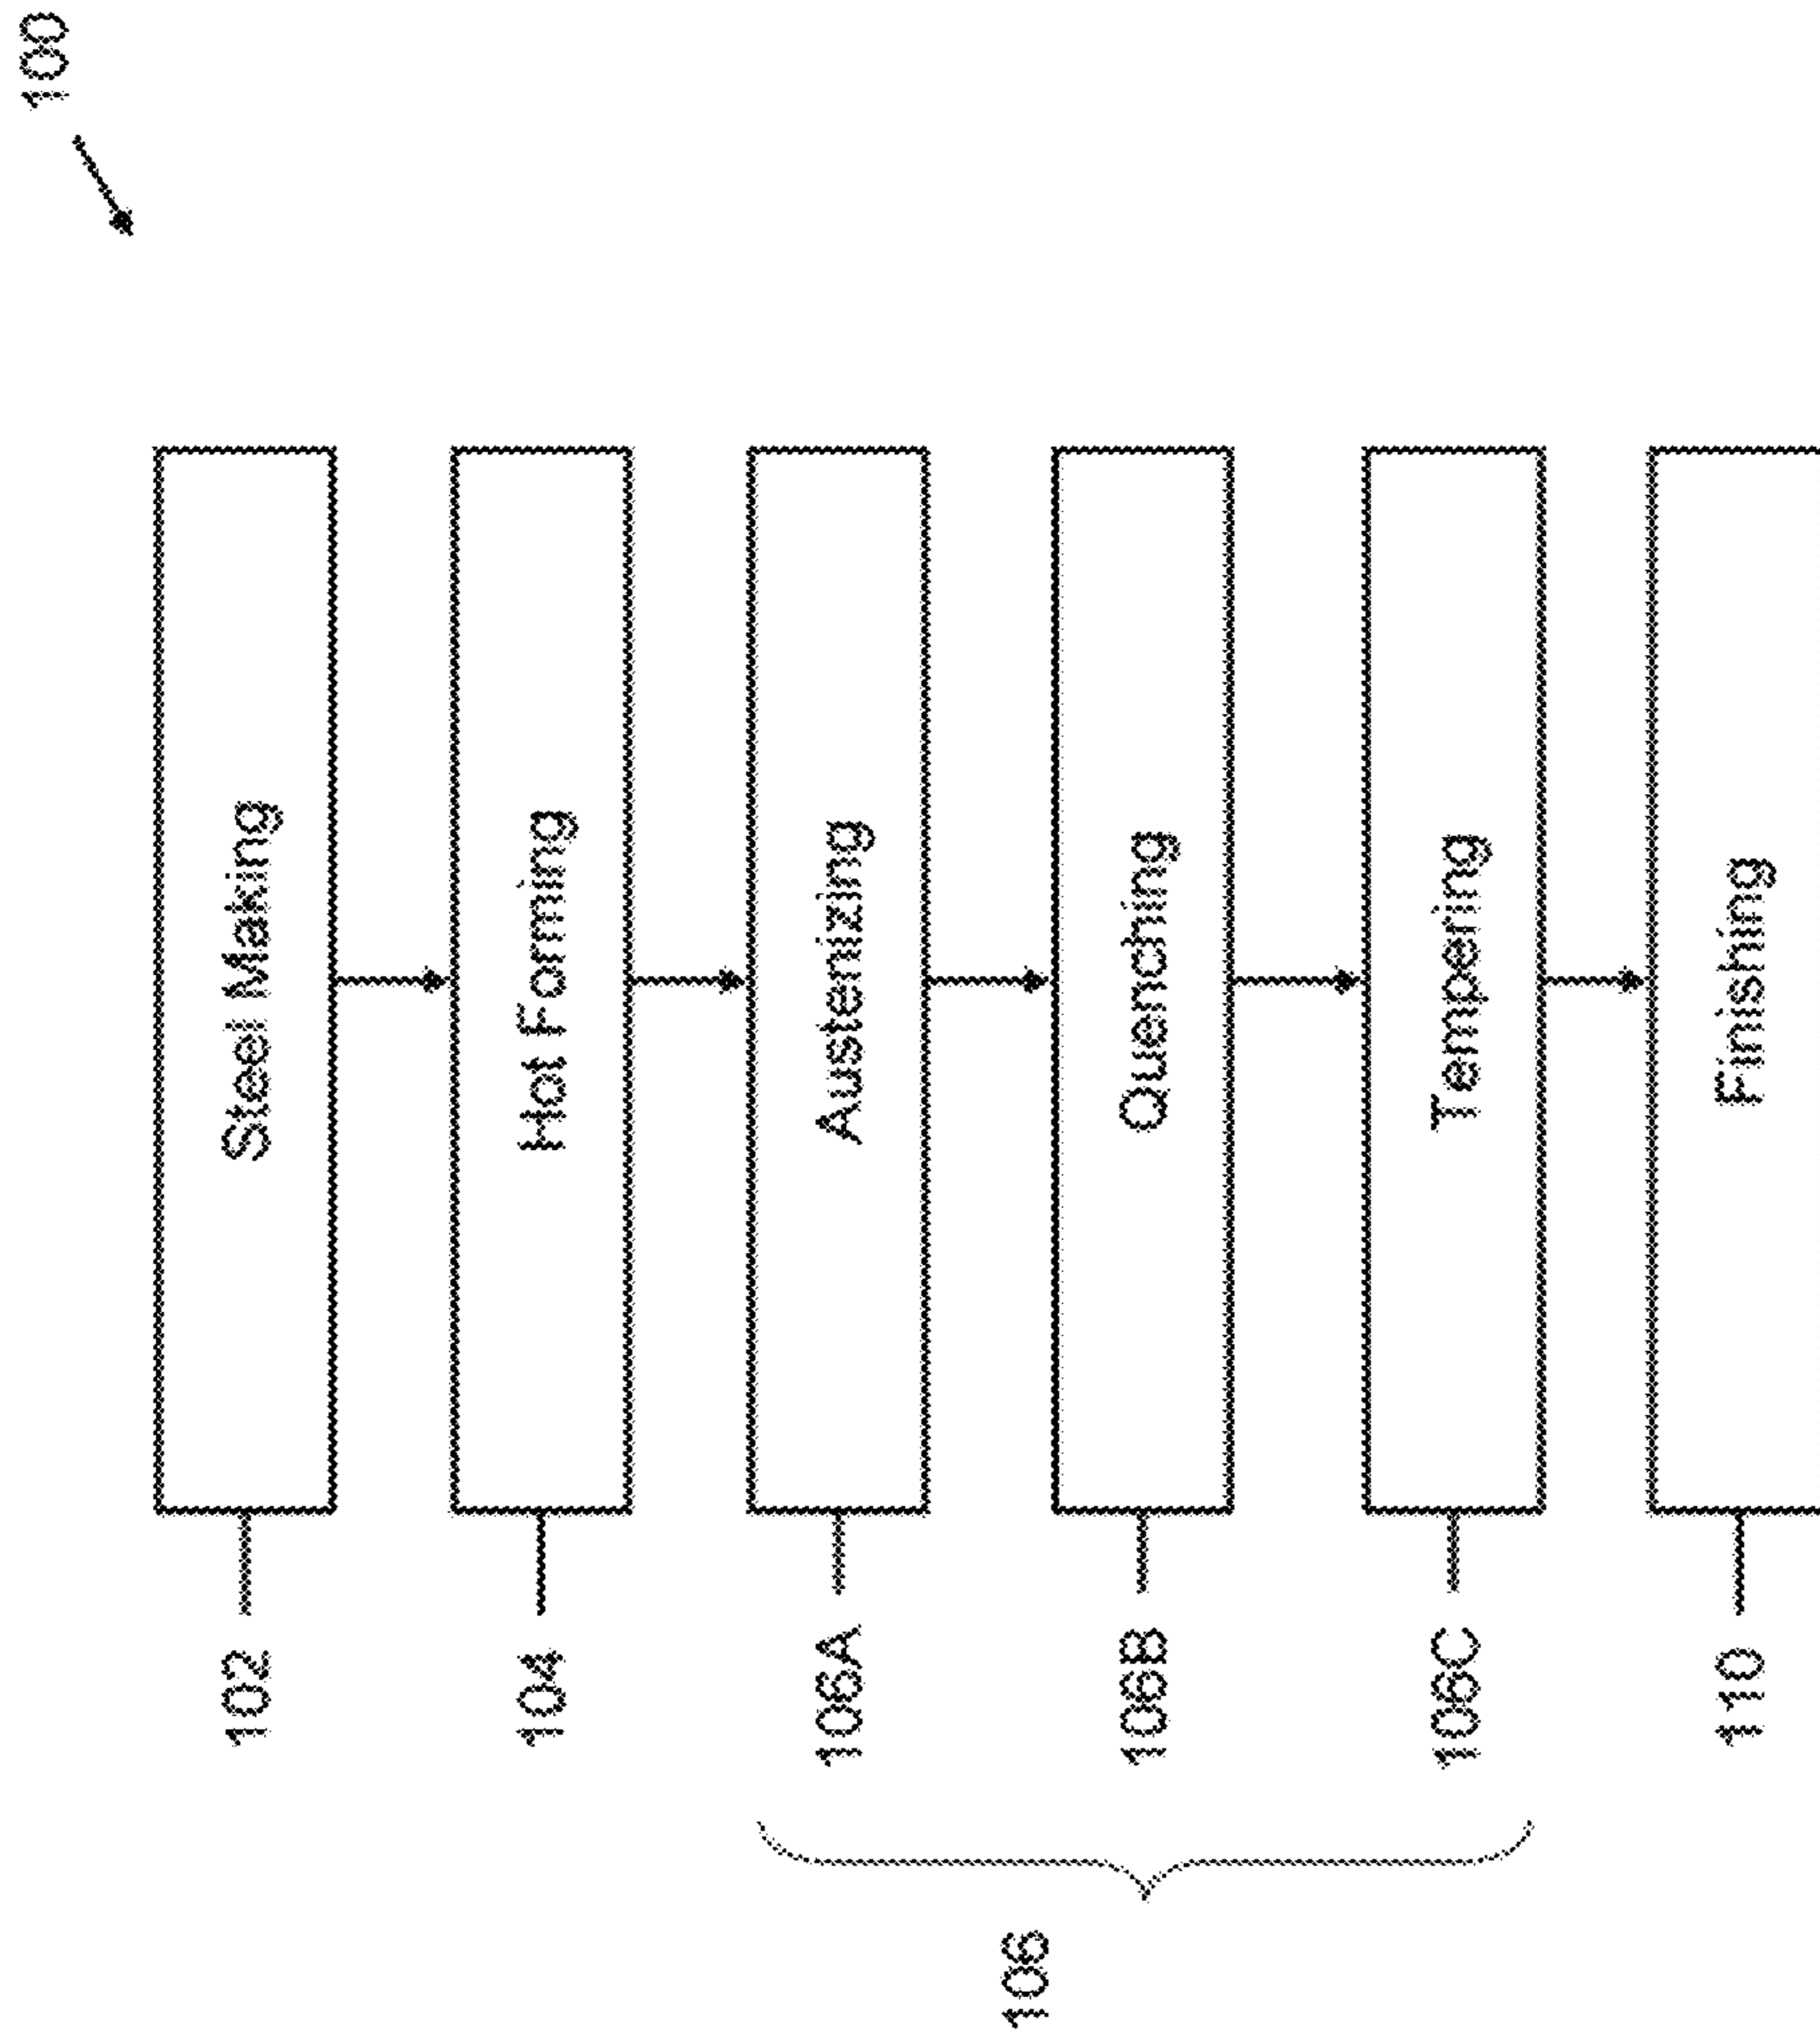 100
102
Steel Making
104
Hot Forming
106
106A
Austenizing
106B
Quenching
106C
Tempering
110
Finishing